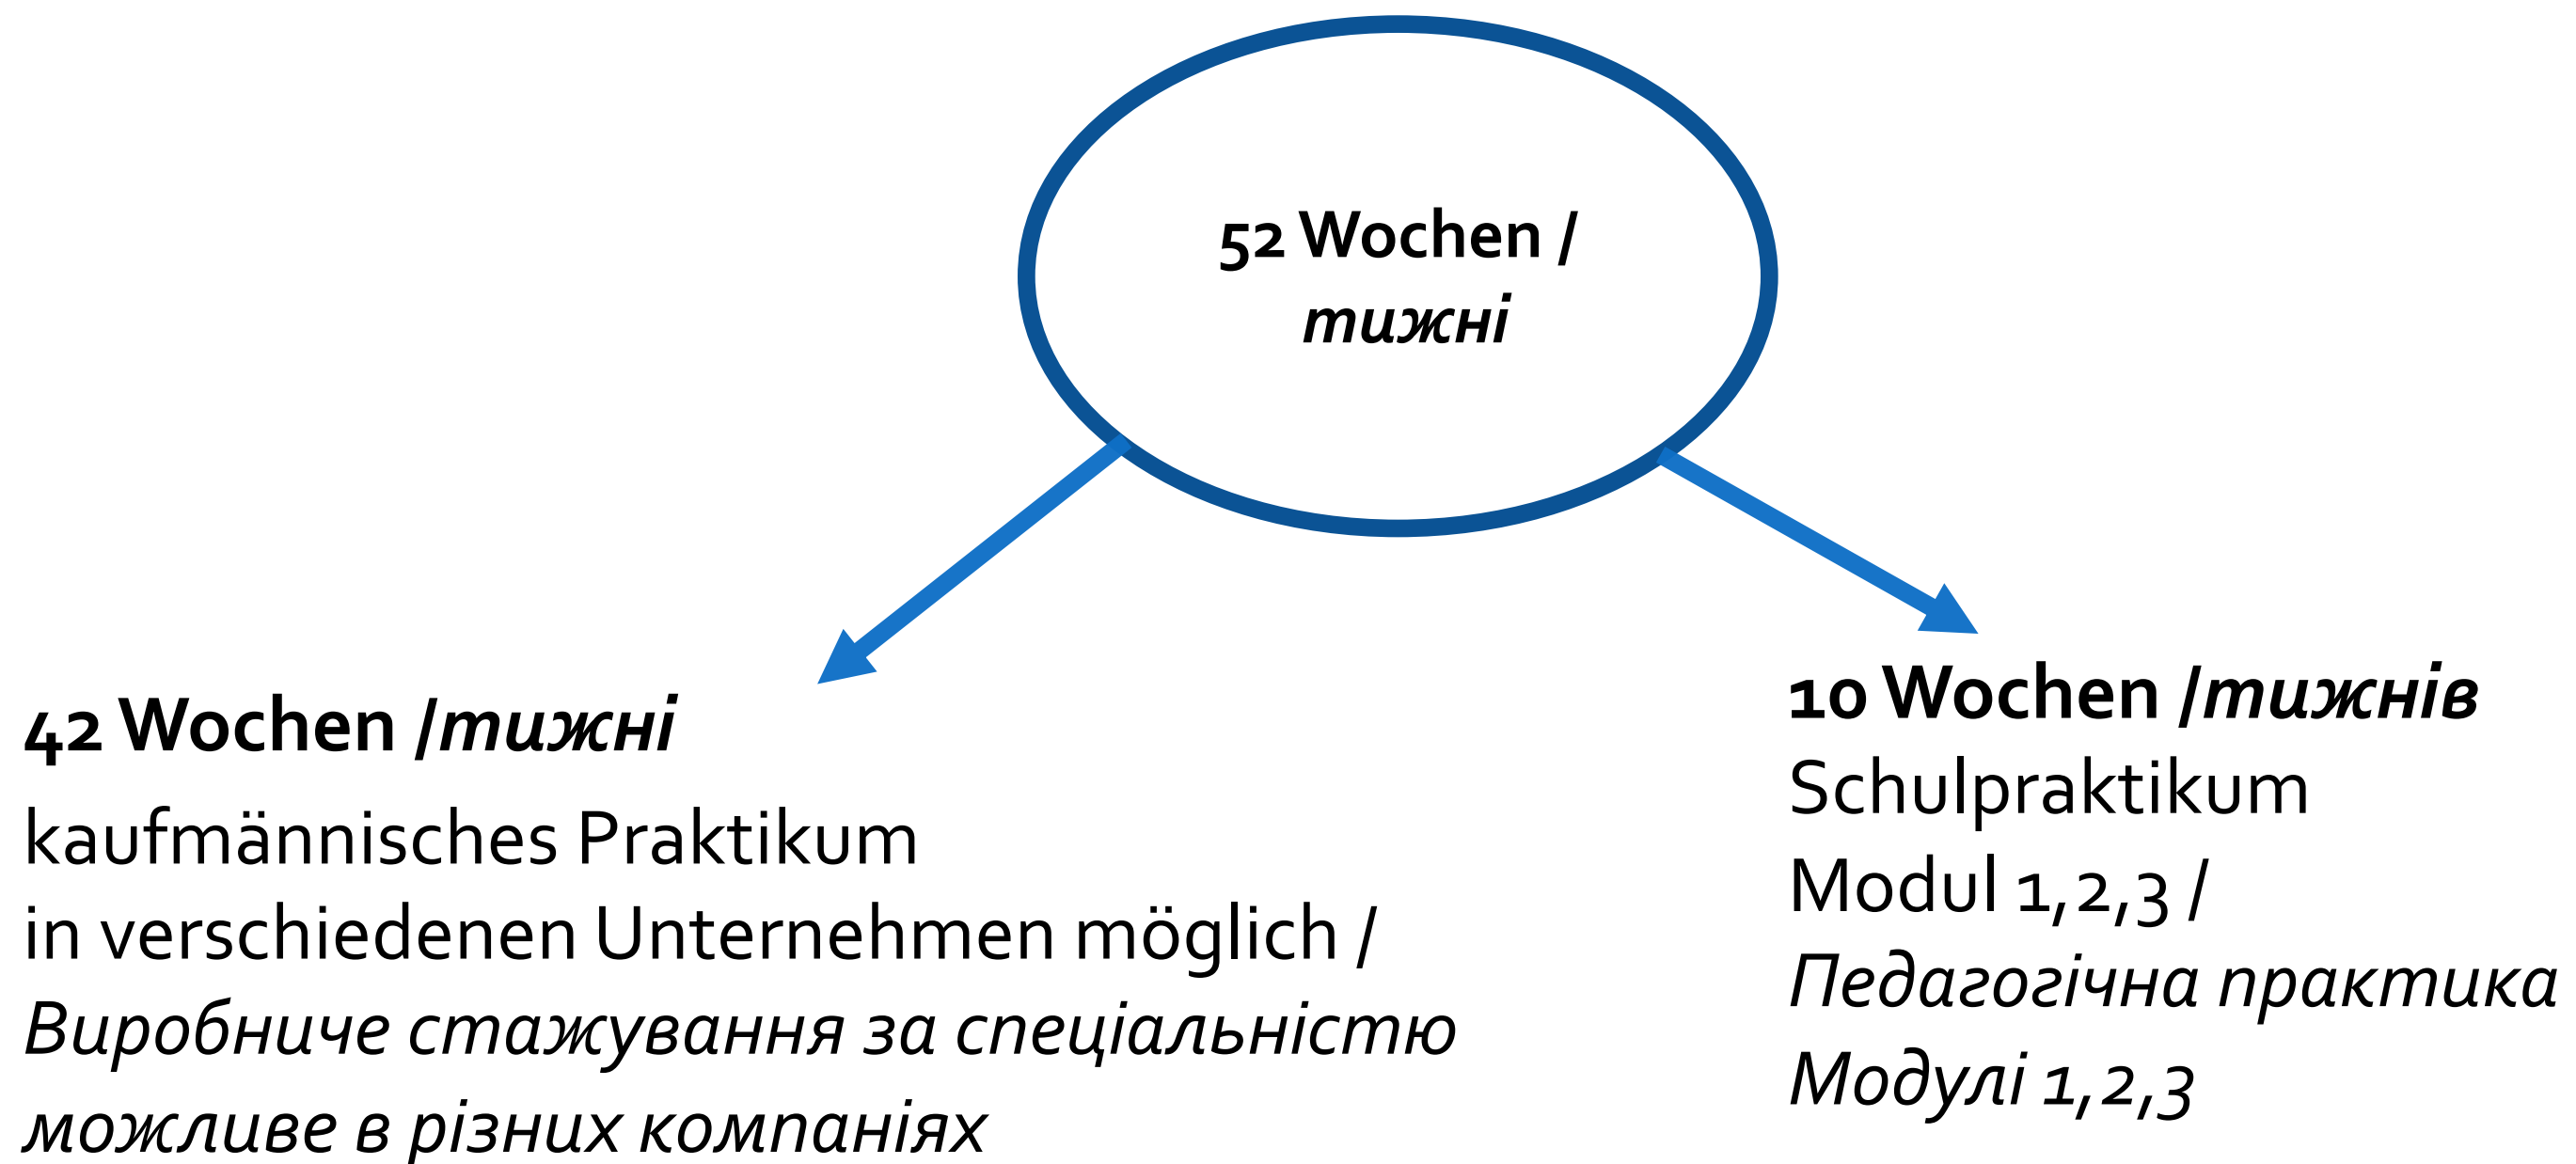 52 Wochen /
тижні
42 Wochen /тижні
kaufmännisches Praktikum
in verschiedenen Unternehmen möglich /
Виробниче стажування за спеціальністю
можливе в різних компаніях
10 Wochen /тижнів
Schulpraktikum
Modul 1,2,3 /
Педагогічна практика
Модулі 1,2,3